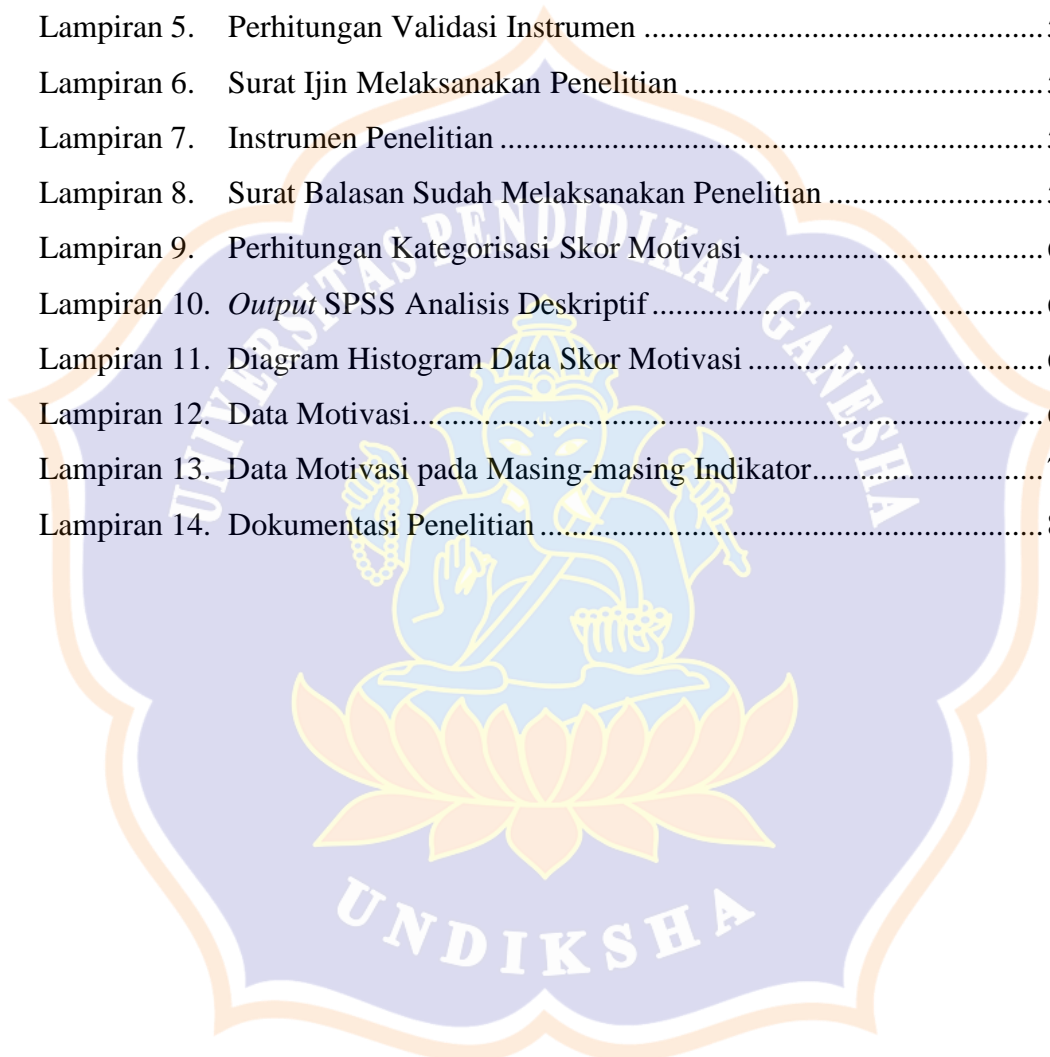 Lampiran 5. Perhitungan Validasi Instrumen ....................................................
Lampiran 6. Surat Ijin Melaksanakan Penelitian ...............................................
Lampiran 7. Instrumen Penelitian .......................................................................
Lampiran 8. Surat Balasan Sudah Melaksanakan Penelitian ............................
Lampiran 9. Perhitungan Kategorisasi Skor Motivasi ......................................
Lampiran 10. Output SPSS Analisis Deskriptif ...................................................
Lampiran 11. Diagram Histogram Data Skor Motivasi ......................................
Lampiran 12. Data Motivasi.................................................................................
Lampiran 13. Data Motivasi pada Masing-masing Indikator..............................
Lampiran 14. Dokumentasi Penelitian .................................................................
UNIVERSITAS PENDIDIKAN GANESHA
UNDIKSHA